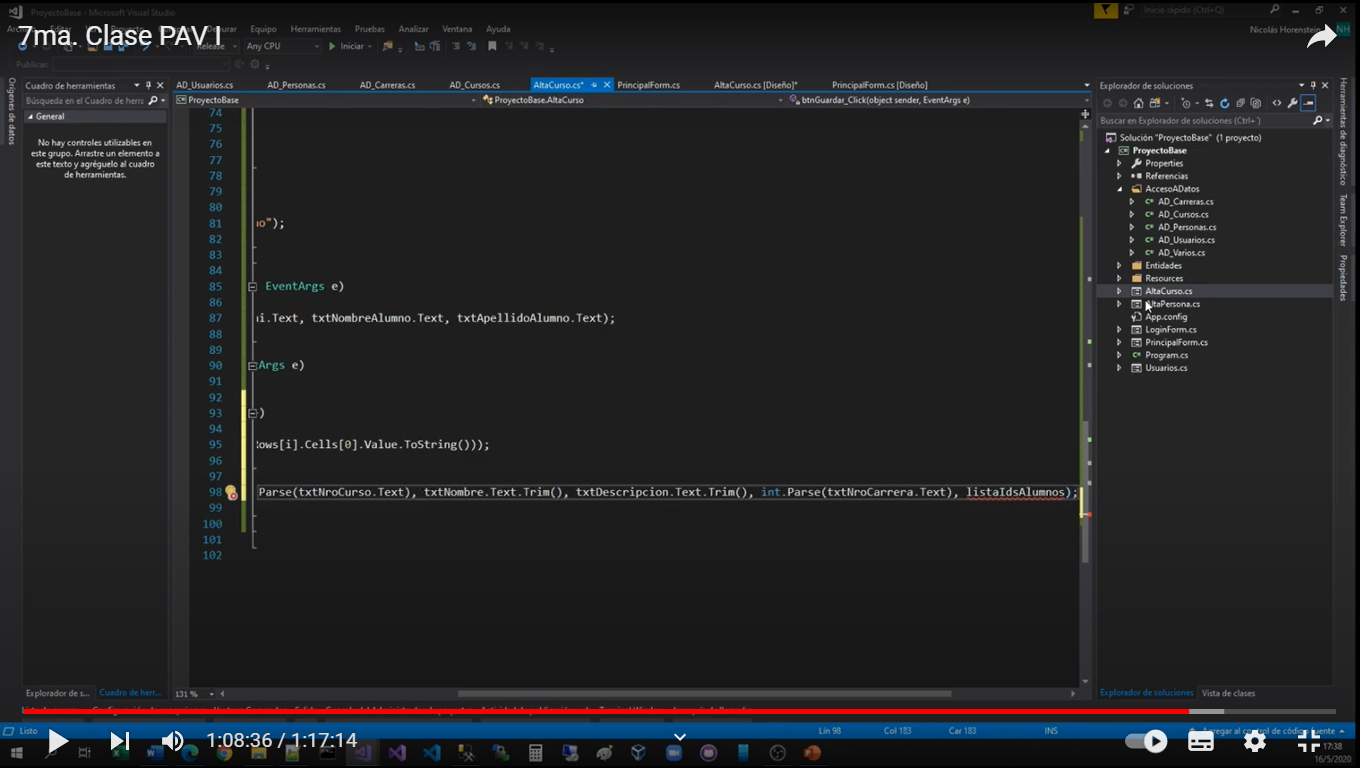 ProyectoBase - Microsoft Visual Studio
Inicio rápido (Ctrl+Q)
7ma. Clase PAV I
Equipo Herramientas Pruebas Analizar Ventana Ayuda
Nicolás Horenstein
NH
Release Any CPU Iniciar
Publicar:
Orígenes de datos
Cuadro de herramientas
Búsqueda en el Cuadro de herra
General
No hay controles utilizables en
este grupo. Arrastre un elemento a
este texto y agréguelo al cuadro
de herramientas.
AD_Usuarios.cs AD_Personas.cs AD_Carreras.cs AD_Cursos.cs AltaCurso.cs* PrincipalForm.cs AltaCurso.cs [Diseño]* PrincipalForm.cs [Diseño]
ProyectoBase ProyectoBase.AltaCurso btnGuardar_Click(object sender, EventArgs e)
74
75
76
77
78
79
80
81 io");
82
83
84
85 EventArgs e)
86
87 ni.Text, txtNombreAlumno.Text, txtApellidoAlumno.Text);
88
89
90 Args e)
91
92
93 )
94
95 Rows[i].Cells[0].Value.ToString()));
96
97
98 Parse(txtNroCurso.Text), txtNombre.Text.Trim(), txtDescripcion.Text.Trim(), int.Parse(txtNroCarrera.Text), listaIdsAlumnos);
99
100
101
102
131 %
Explorador de soluciones
Buscar en Explorador de soluciones (Ctrl+´)
Solución "ProyectoBase" (1 proyecto)
ProyectoBase
Properties
Referencias
AccesoADatos
AD_Carreras.cs
AD_Cursos.cs
AD_Personas.cs
AD_Usuarios.cs
AD_Varios.cs
Entidades
Resources
AltaCurso.cs
AltaPersona.cs
App.config
LoginForm.cs
PrincipalForm.cs
Program.cs
Usuarios.cs
Herramientas de diagnóstico
Team Explorer
Propiedades
Explorador de s... Cuadro de herr...
Explorador de soluciones Vista de clases
Listo Lín 98 Col 183 Car 183 INS Agregar al control de código fuente
1:08:36 / 1:17:14
17:38
16/5/2020